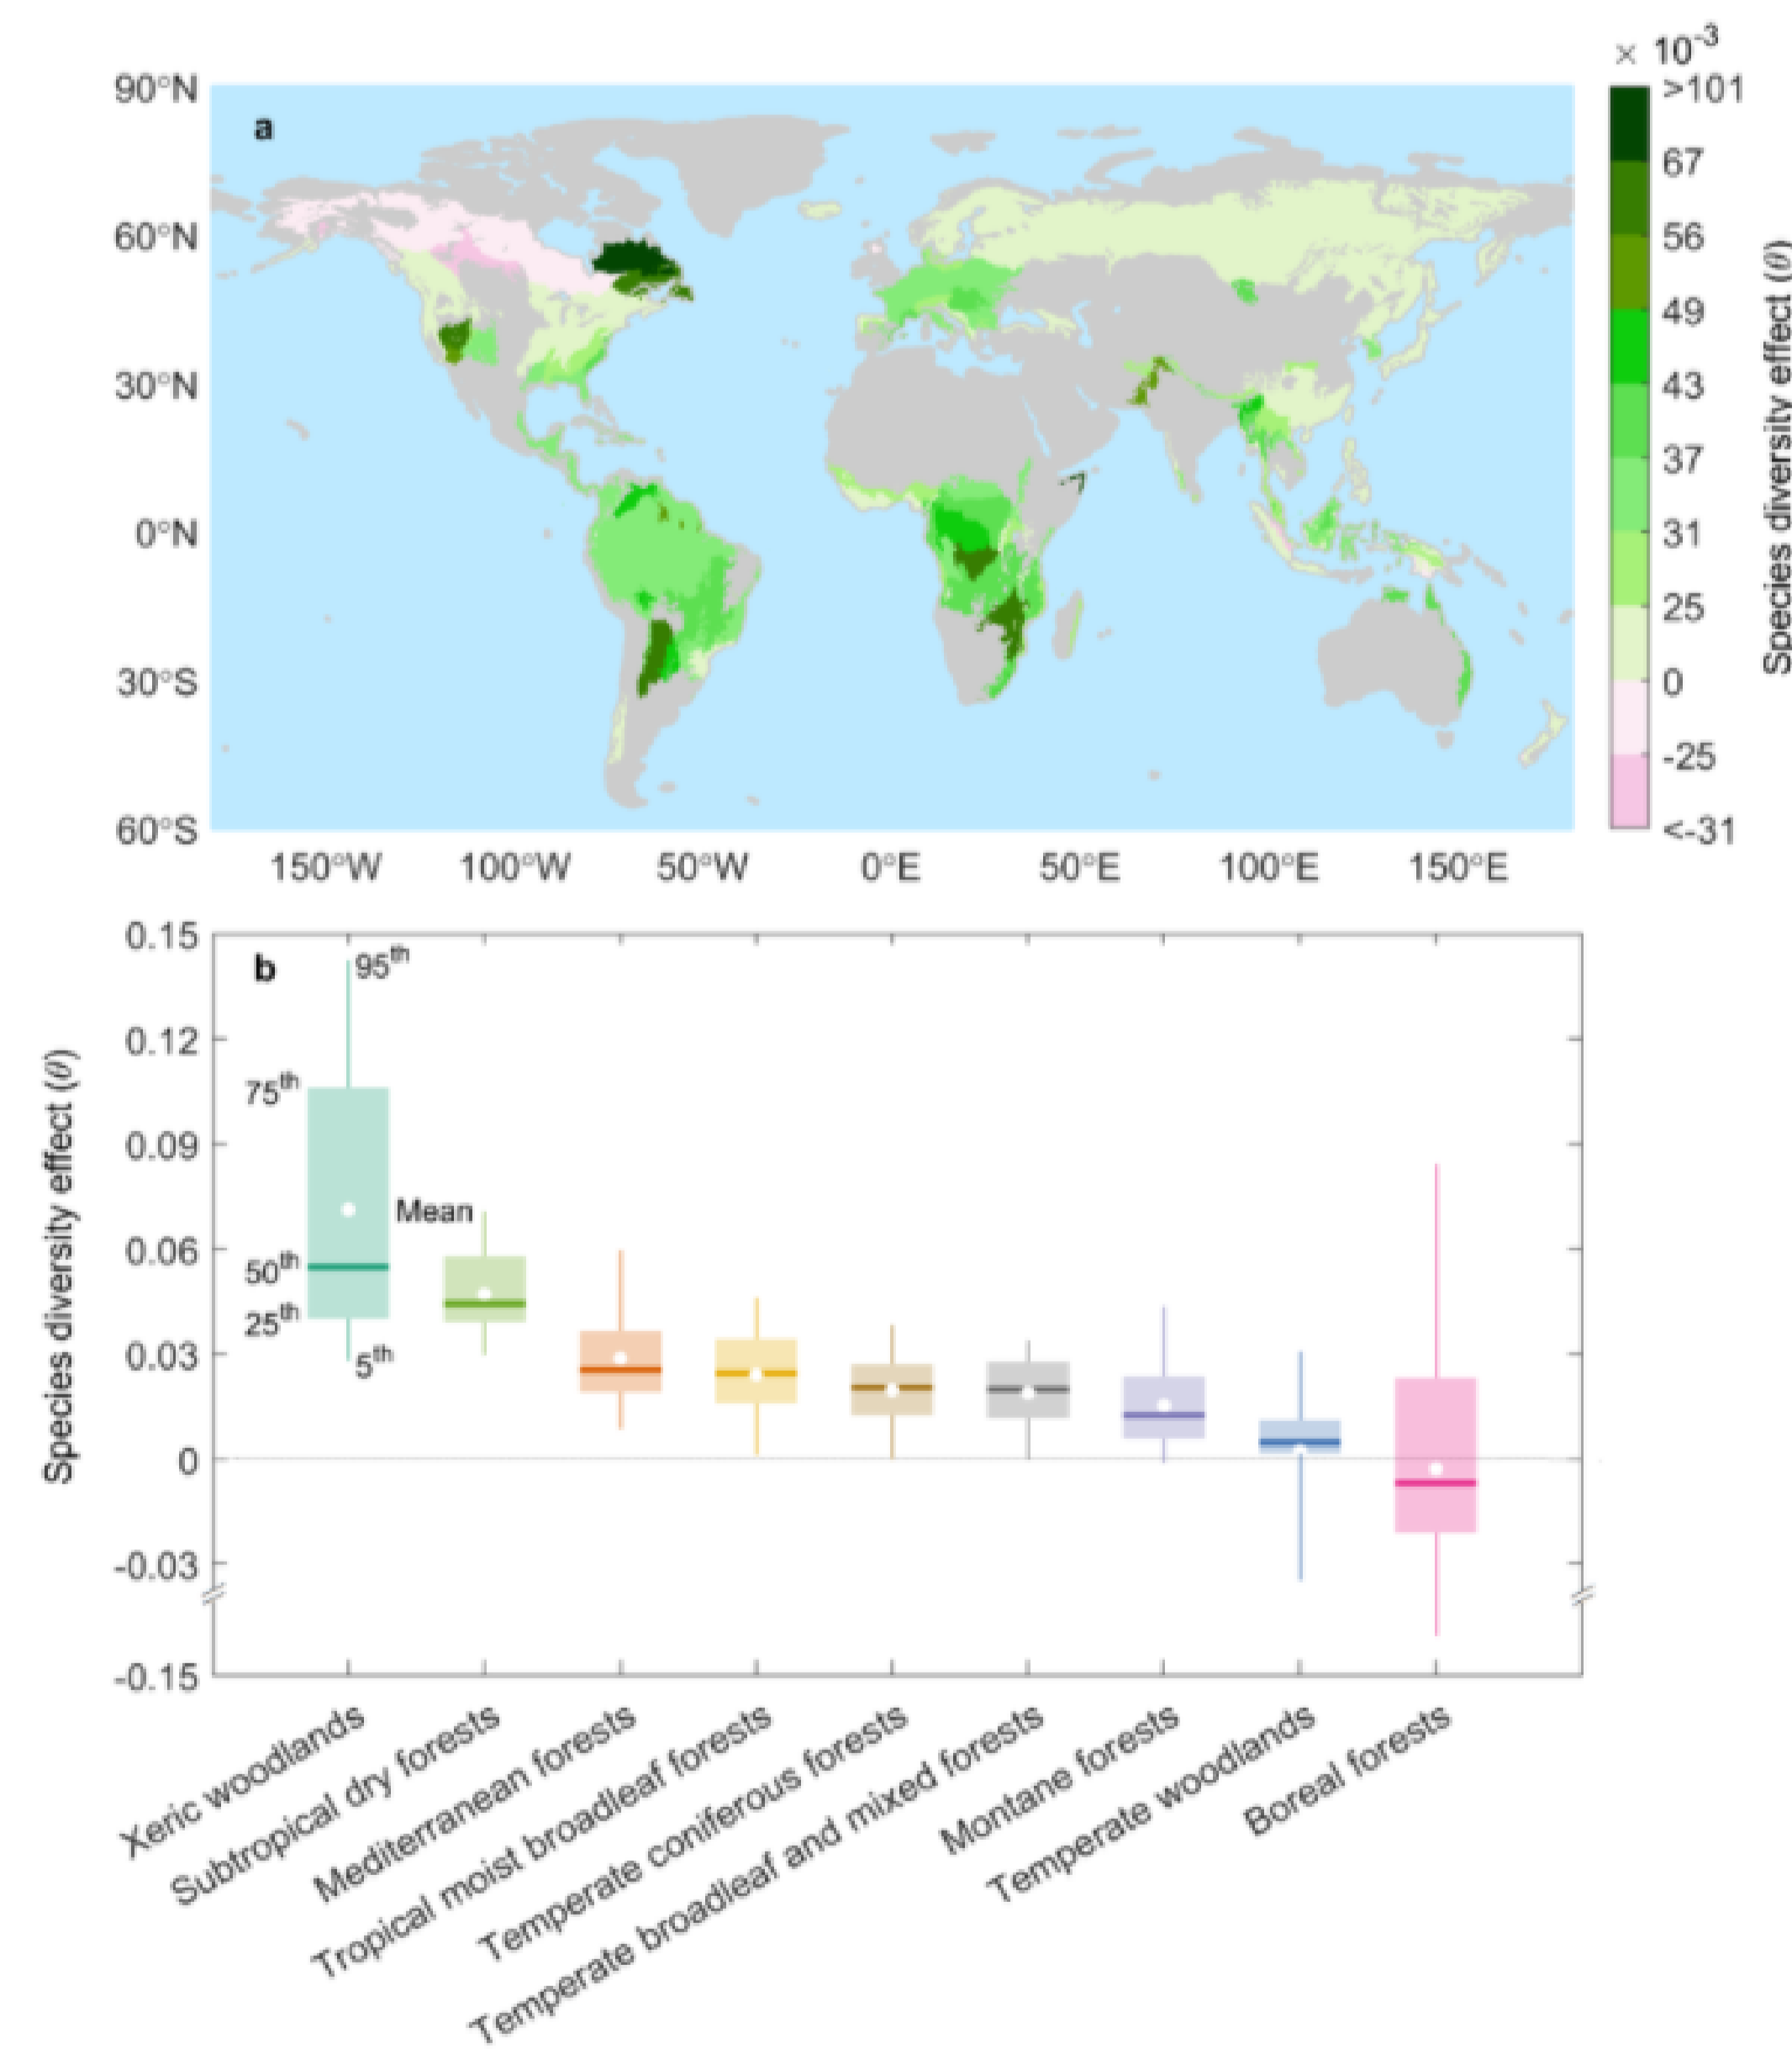 × 10-3
a
90°N
60°N
30°N
0°N
30°S
60°S
150°W 100°W 50°W 0°E 50°E 100°E 150°E
>101
67
56
49
43
37
31
25
0
-25
<-31
Species diversity effect (θ)
b
Species diversity effect (θ)
0.15
0.12
0.09
0.06
0.03
0
-0.03
-0.15
95th
75th
Mean
50th
25th
5th
Xeric woodlands
Subtropical dry forests
Mediterranean forests
Tropical moist broadleaf forests
Temperate coniferous forests
Temperate broadleaf and mixed forests
Montane forests
Temperate woodlands
Boreal forests